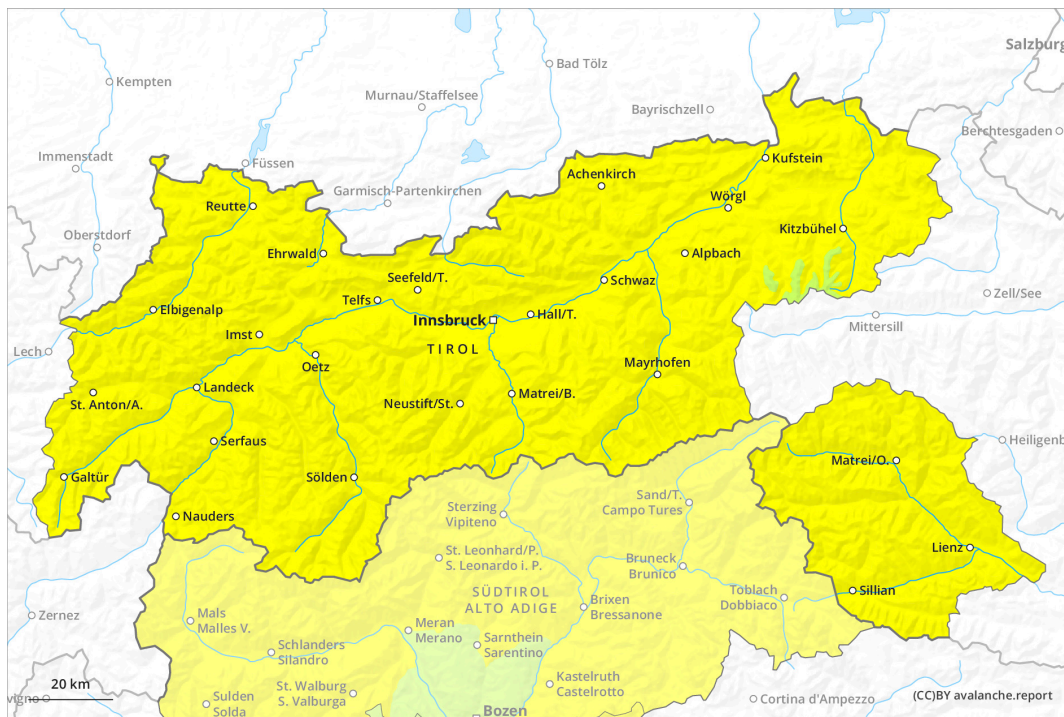 Salzburg
Kempten
Bad Tölz
Murnau/Staffelsee
Bayrischzell
Berchtesgaden
Immenstadt
Füssen
Kufstein
Achenkirch
Garmisch-Partenkirchen
Wörgl
Reutte
Oberstdorf
Kitzbühel
Ehrwald
Alpbach
Seefeld/T.
Schwaz
Zell/See
Telfs
Elbigenalp
Innsbruck
Hall/T.
Mittersill
Imst
TIROL
Lech
Oetz
Mayrhofen
Landeck
St. Anton/A.
Neustift/St.
Matrei/B.
Serfaus
Heiligenb
Matrei/O.
Galtür
Sölden
Sand/T.
Campo Tures
Sterzing
Vipiteno
Nauders
Lienz
St. Leonhard/P.
S. Leonardo i. P.
Bruneck
Brunico
SÜDTIROL
ALTO ADIGE
Toblach
Dobbiaco
Sillian
Zernez
Mals
Malles V.
Brixen
Bressanone
Meran
Merano
Sarnthein
Sarentino
Schlanders
Silandro
20 km
vigno
St. Walburg
S. Valburga
Kastelruth
Castelrotto
Sulden
Solda
Cortina d'Ampezzo
(CC)BY avalanche.report
Bozen